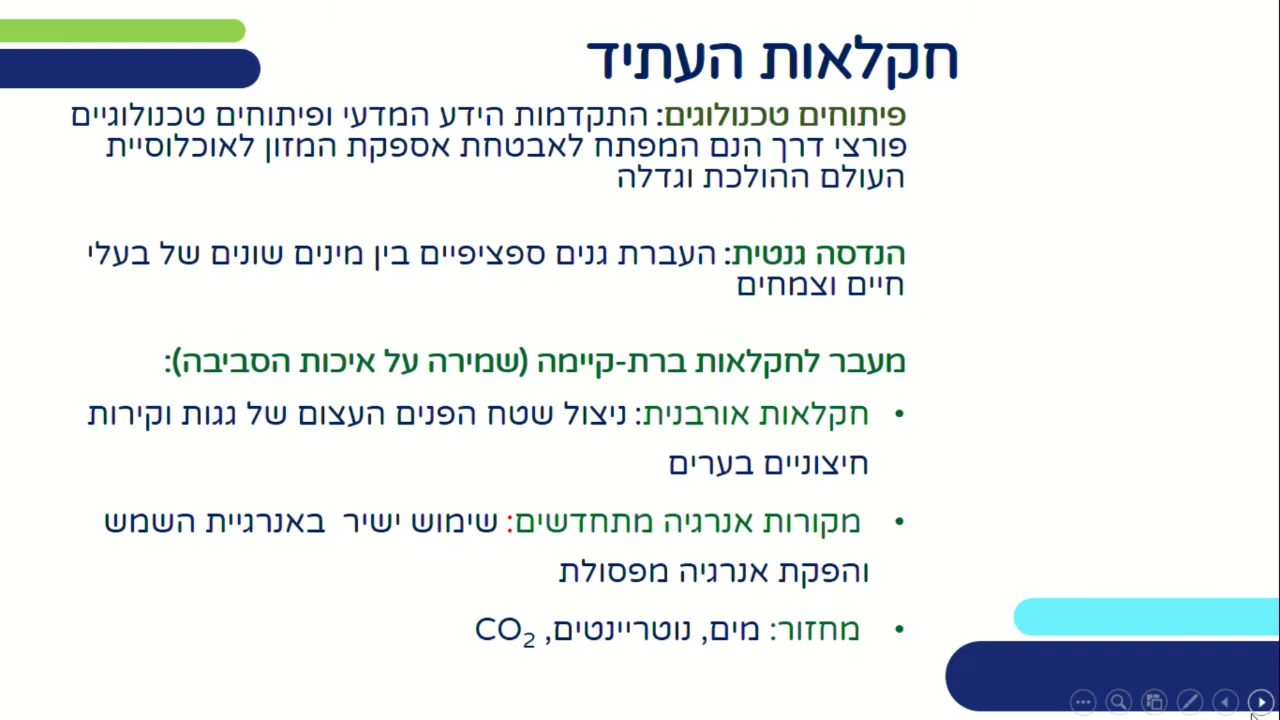 חקלאות העתיד
פיתוחים טכנולוגים: התקדמות הידע המדעי ופיתוחים טכנולוגיים
פורצי דרך הנם המפתח לאבטחת אספקת המזון לאוכלוסיית
העולם ההולכת וגדלה
הנדסה גנטית: העברת גנים ספציפיים בין מינים שונים של בעלי
חיים וצמחים
מעבר לחקלאות ברת-קיימה (שמירה על איכות הסביבה):
• חקלאות אורבנית: ניצול שטח הפנים העצום של גגות וקירות
חיצוניים בערים
• מקורות אנרגיה מתחדשים: שימוש ישיר באנרגיית השמש
והפקת אנרגיה מפסולת
• מחזור: מים, נוטריינטים, CO₂